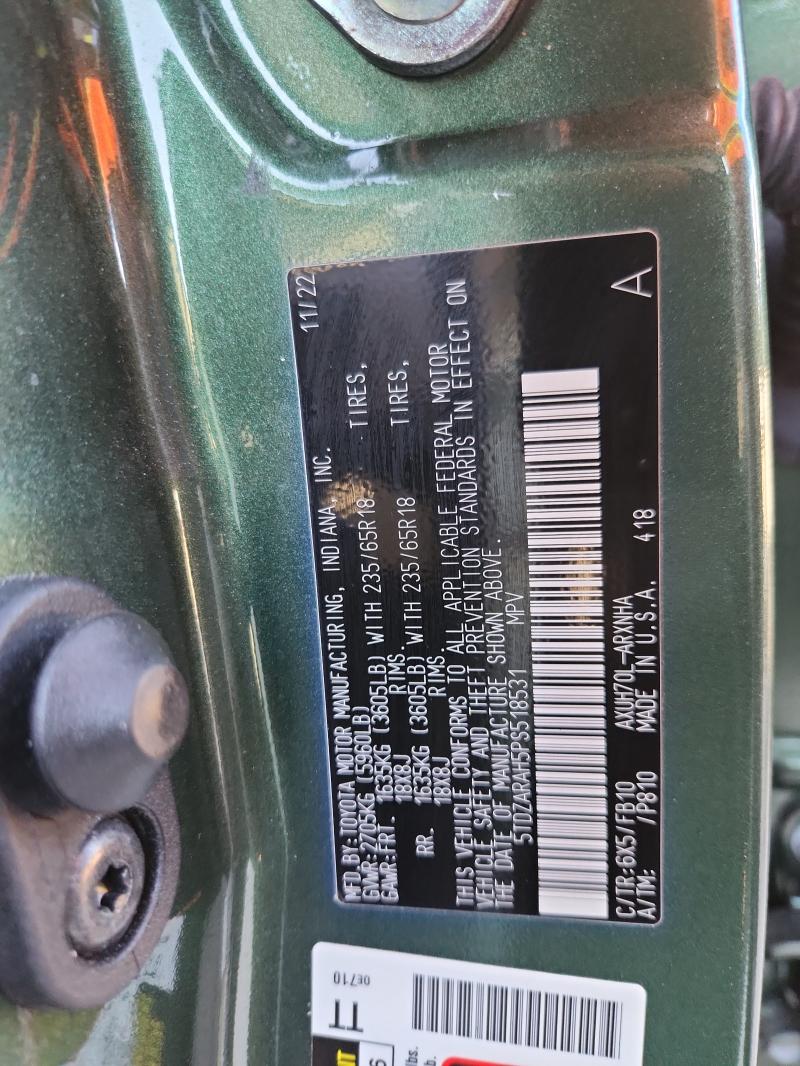 MFD.BY:TOYOTA MOTOR MANUFACTURING, INDIANA, INC. 11/22
GVWR:2705KG (5960LB)
GAWR:FRT. 1635KG (3605LB) WITH 235/65R18 TIRES,
18X8J RIMS.
RR. 1635KG (3605LB) WITH 235/65R18 TIRES,
18X8J RIMS.
THIS VEHICLE CONFORMS TO ALL APPLICABLE FEDERAL MOTOR
VEHICLE SAFETY AND THEFT PREVENTION STANDARDS IN EFFECT ON
THE DATE OF MANUFACTURE SHOWN ABOVE.
5TDZARAH5PS518531 MPV
C/TR:6X5/FB10 AXUH70L-ARXNHA A
A/TM: /P810 MADE IN U.S.A. 418
0E710
lbs.